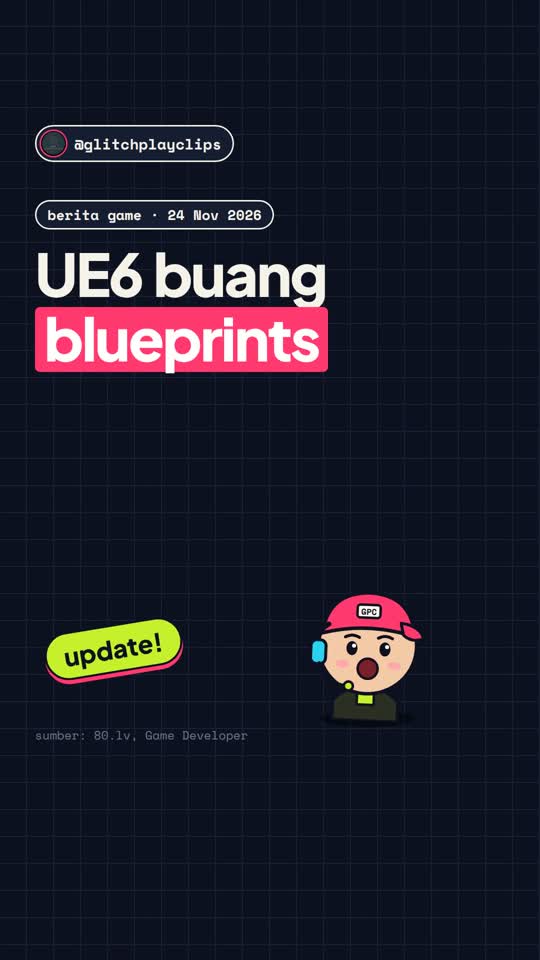 @glitchplayclips
berita game · 24 Nov 2026
UE6 buang
blueprints
GPC
update!
sumber: 80.lv, Game Developer